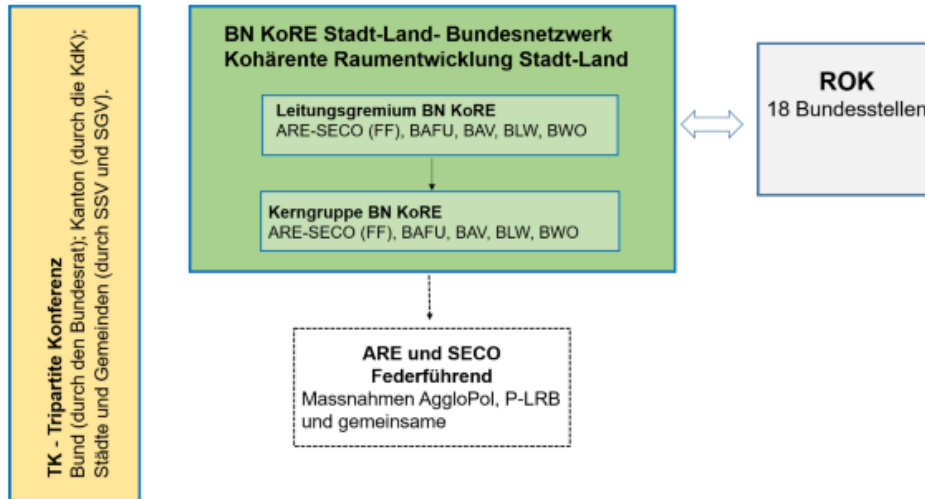 TK - Tripartite Konferenz
Bund (durch den Bundesrat); Kanton (durch die KdK);
Städte und Gemeinden (durch SSV und SGV).
BN KoRE Stadt-Land- Bundesnetzwerk
Kohärente Raumentwicklung Stadt-Land
Leitungsgremium BN KoRE
ARE-SECO (FF), BAFU, BAV, BLW, BWO
Kerngruppe BN KoRE
ARE-SECO (FF), BAFU, BAV, BLW, BWO
ARE und SECO
Federführend
Massnahmen AggloPol, P-LRB
und gemeinsame
ROK
18 Bundesstellen